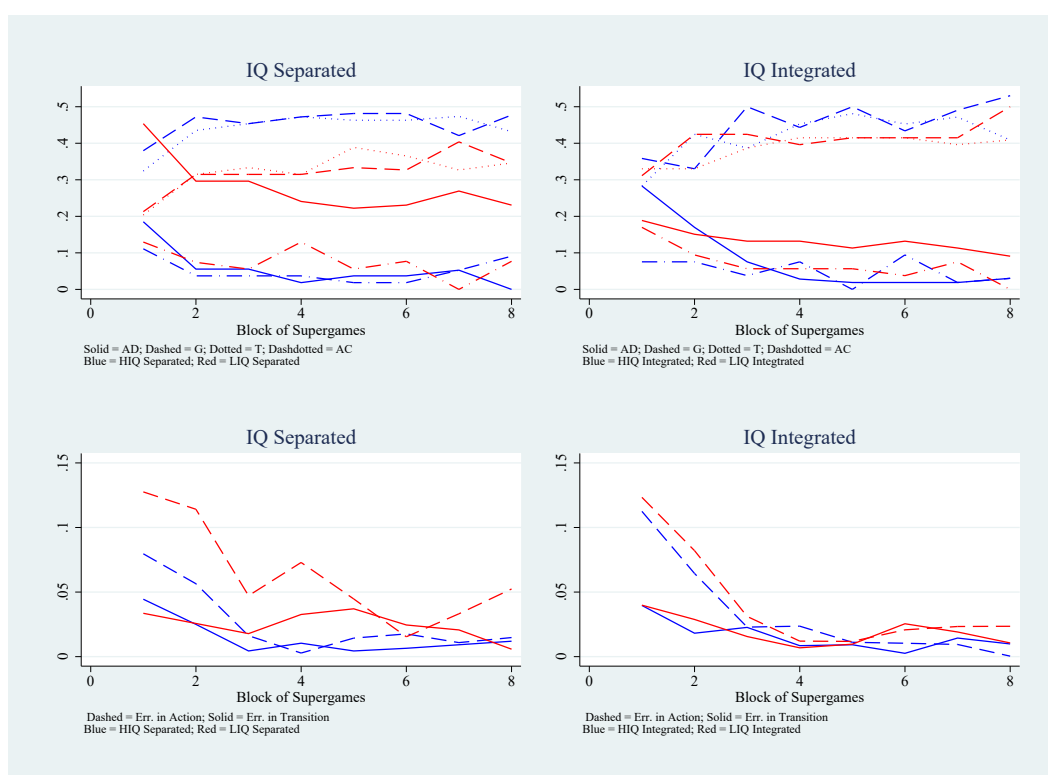 IQ Separated
.5
.4
.3
.2
.1
0
0 2 4 6 8
Block of Supergames
Solid = AD; Dashed = G; Dotted = T; Dashdotted = AC
Blue = HIQ Separated; Red = LIQ Separated
IQ Integrated
.5
.4
.3
.2
.1
0
0 2 4 6 8
Block of Supergames
Solid = AD; Dashed = G; Dotted = T; Dashdotted = AC
Blue = HIQ Integrated; Red = LIQ Integtrated
IQ Separated
.15
.1
.05
0
0 2 4 6 8
Block of Supergames
Dashed = Err. in Action; Solid = Err. in Transition
Blue = HIQ Separated; Red = LIQ Separated
IQ Integrated
.15
.1
.05
0
0 2 4 6 8
Block of Supergames
Dashed = Err. in Action; Solid = Err. in Transition
Blue = HIQ Integrated; Red = LIQ Integrated